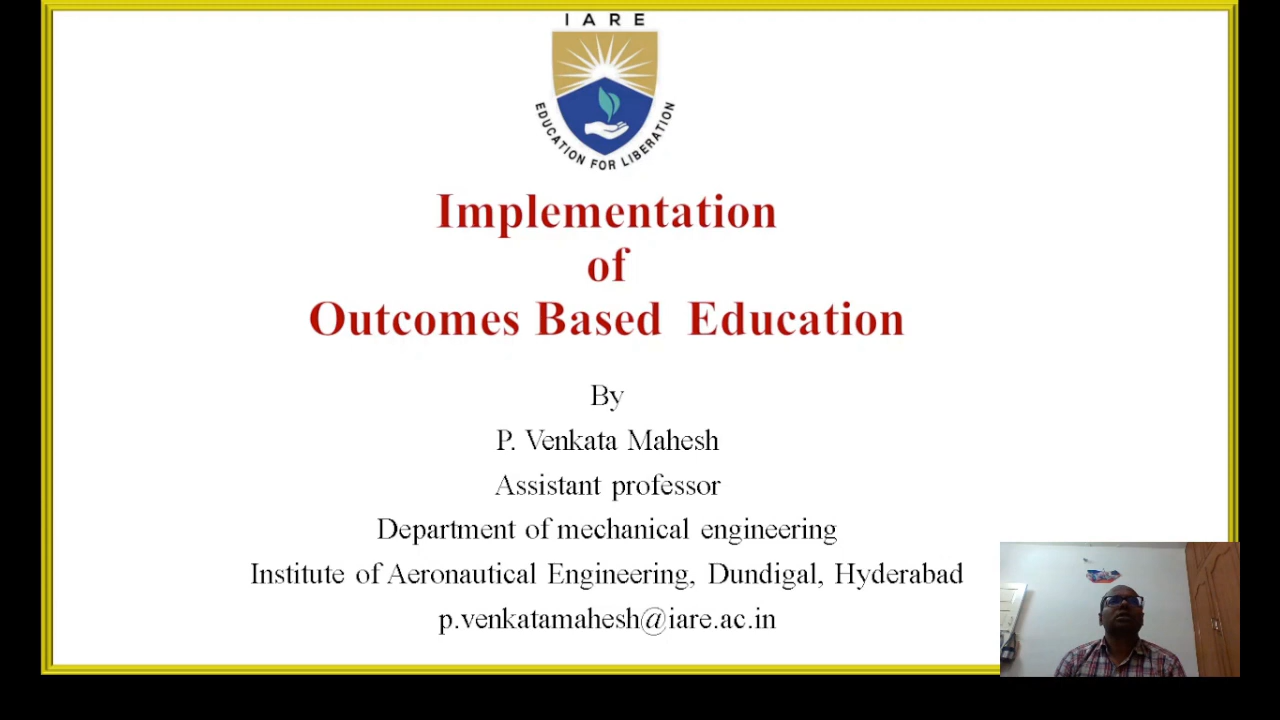 IARE
EDUCATION FOR LIBERATION
Implementation
of
Outcomes Based Education
By
P. Venkata Mahesh
Assistant professor
Department of mechanical engineering
Institute of Aeronautical Engineering, Dundigal, Hyderabad
p.venkatamahesh@iare.ac.in